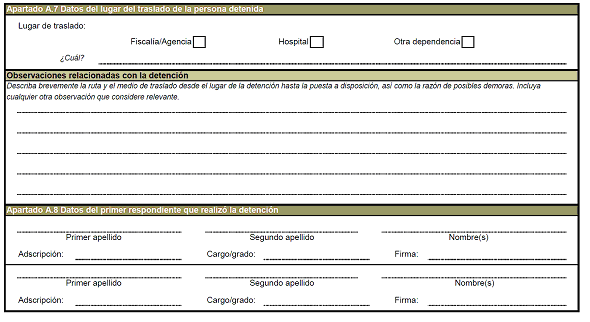 Apartado A.7 Datos del lugar del traslado de la persona detenida
Lugar de traslado:
Fiscalía/Agencia Hospital Otra dependencia
¿Cuál?
Observaciones relacionadas con la detención
Describa brevemente la ruta y el medio de traslado desde el lugar de la detención hasta la puesta a disposición, así como la razón de posibles demoras. Incluya
cualquier otra observación que considere relevante.
Apartado A.8 Datos del primer respondiente que realizó la detención
Primer apellido Segundo apellido Nombre(s)
Adscripción: Cargo/grado: Firma:
Primer apellido Segundo apellido Nombre(s)
Adscripción: Cargo/grado: Firma: